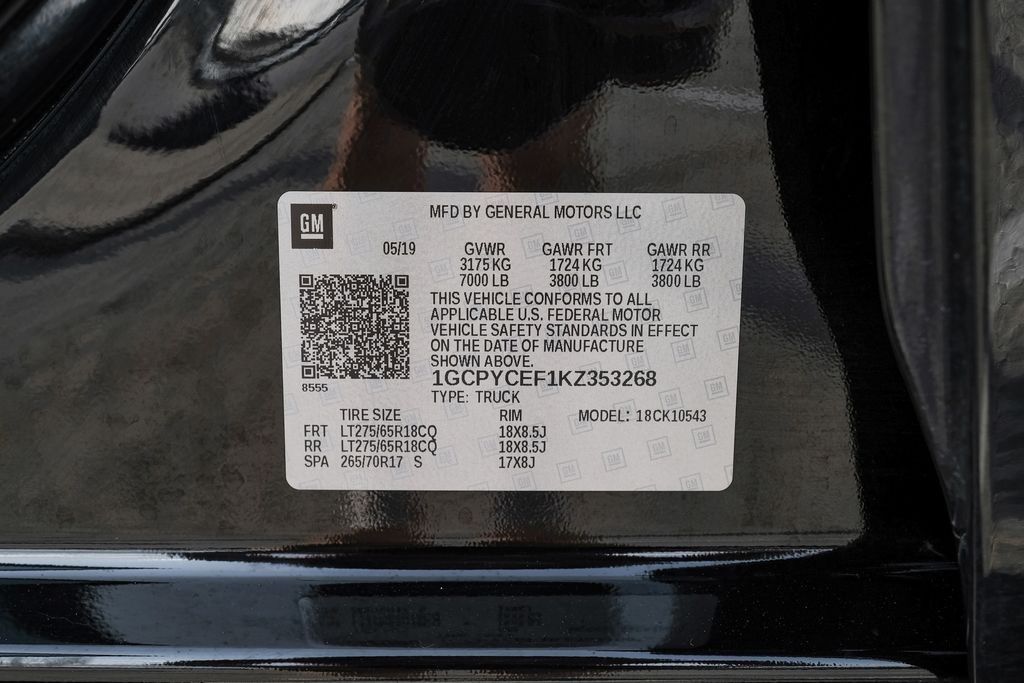 GM
MFD BY GENERAL MOTORS LLC
05/19 GVWR GAWR FRT GAWR RR
3175 KG 1724 KG 1724 KG
7000 LB 3800 LB 3800 LB
THIS VEHICLE CONFORMS TO ALL
APPLICABLE U.S. FEDERAL MOTOR
VEHICLE SAFETY STANDARDS IN EFFECT
ON THE DATE OF MANUFACTURE
SHOWN ABOVE.
8555
1GCPYCEF1KZ353268
TYPE: TRUCK
TIRE SIZE RIM MODEL: 18CK10543
FRT LT275/65R18CQ 18X8.5J
RR LT275/65R18CQ 18X8.5J
SPA 265/70R17 S 17X8J